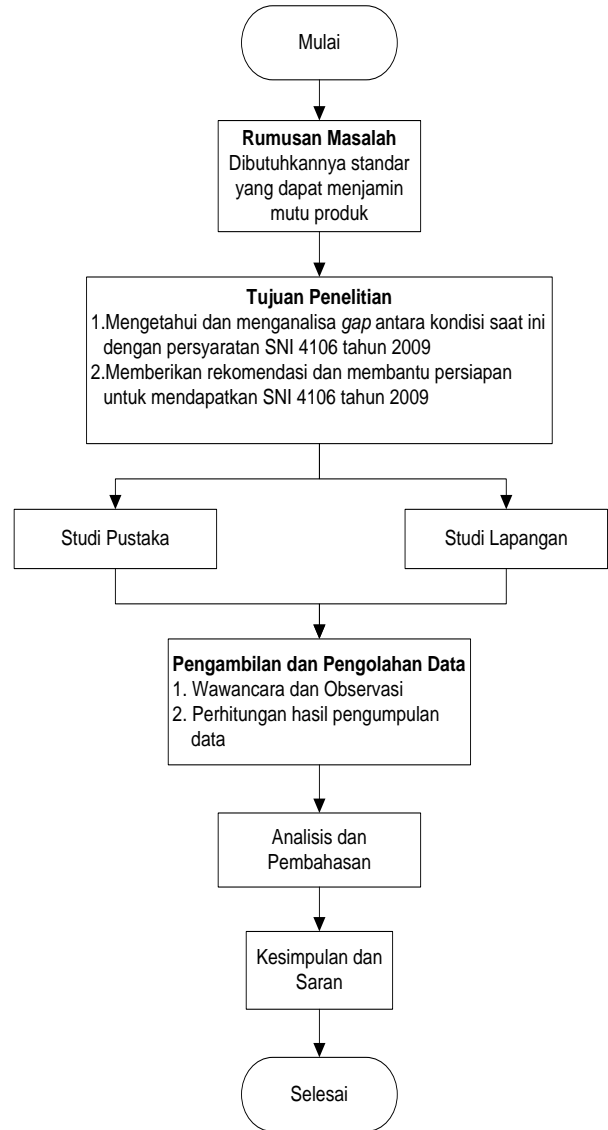 Mulai
Rumusan Masalah
Dibutuhkannya standar
yang dapat menjamin
mutu produk
Tujuan Penelitian
1.Mengetahui dan menganalisa gap antara kondisi saat ini
dengan persyaratan SNI 4106 tahun 2009
2.Memberikan rekomendasi dan membantu persiapan
untuk mendapatkan SNI 4106 tahun 2009
Studi Pustaka
Studi Lapangan
Pengambilan dan Pengolahan Data
1. Wawancara dan Observasi
2. Perhitungan hasil pengumpulan
data
Analisis dan
Pembahasan
Kesimpulan dan
Saran
Selesai